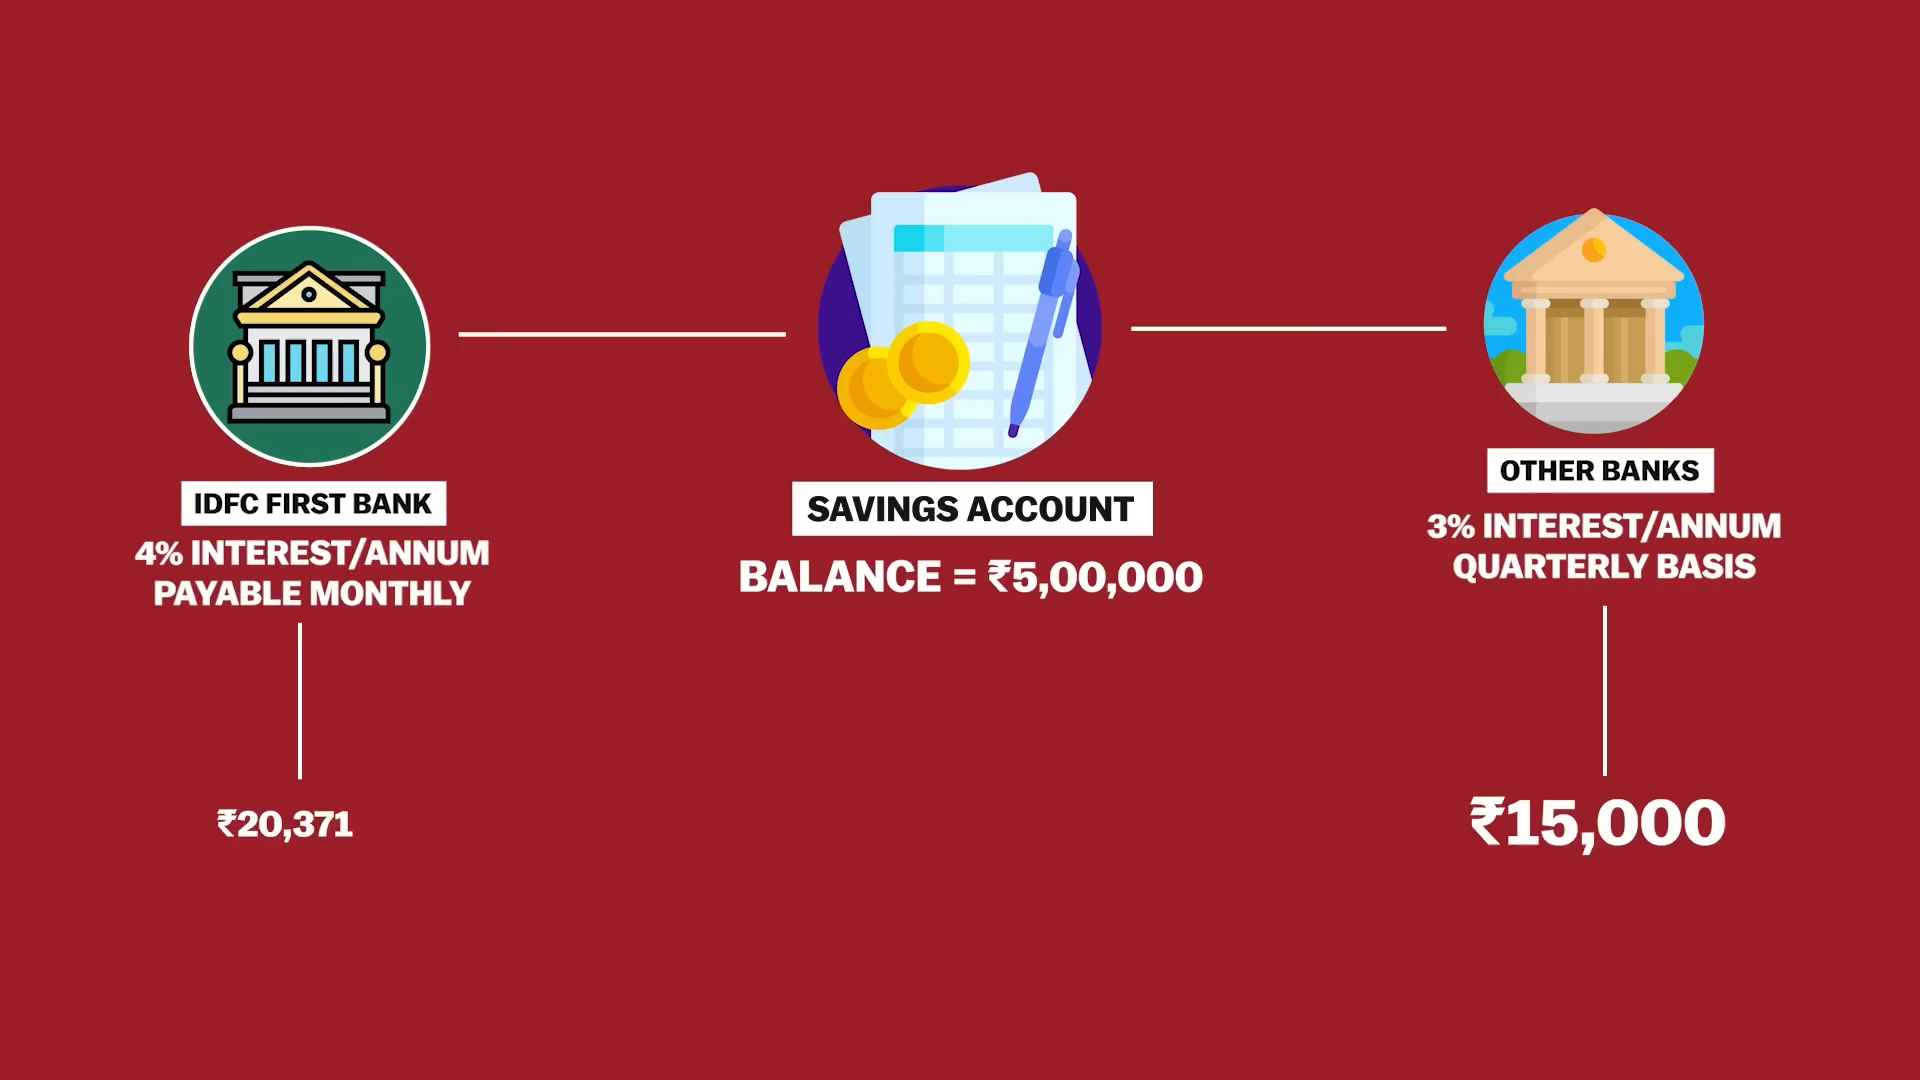 IDFC FIRST BANK
4% INTEREST/ANNUM
PAYABLE MONTHLY
₹20,371
SAVINGS ACCOUNT
BALANCE = ₹5,00,000
OTHER BANKS
3% INTEREST/ANNUM
QUARTERLY BASIS
₹15,000